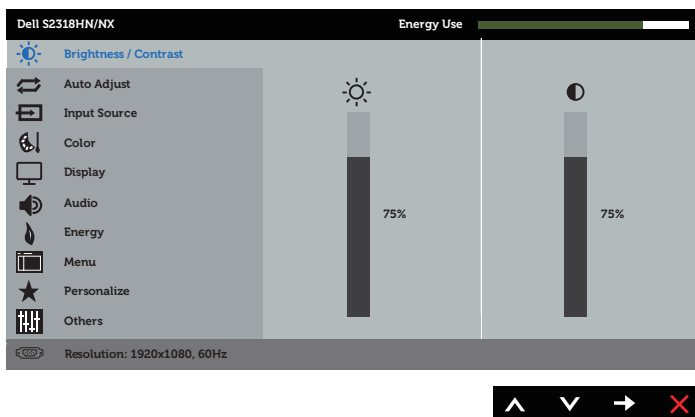 Dell S2318HN/NX
Energy Use
Brightness / Contrast
Auto Adjust
Input Source
Color
Display
Audio
Energy
Menu
Personalize
Others
75%
75%
Resolution: 1920x1080, 60Hz